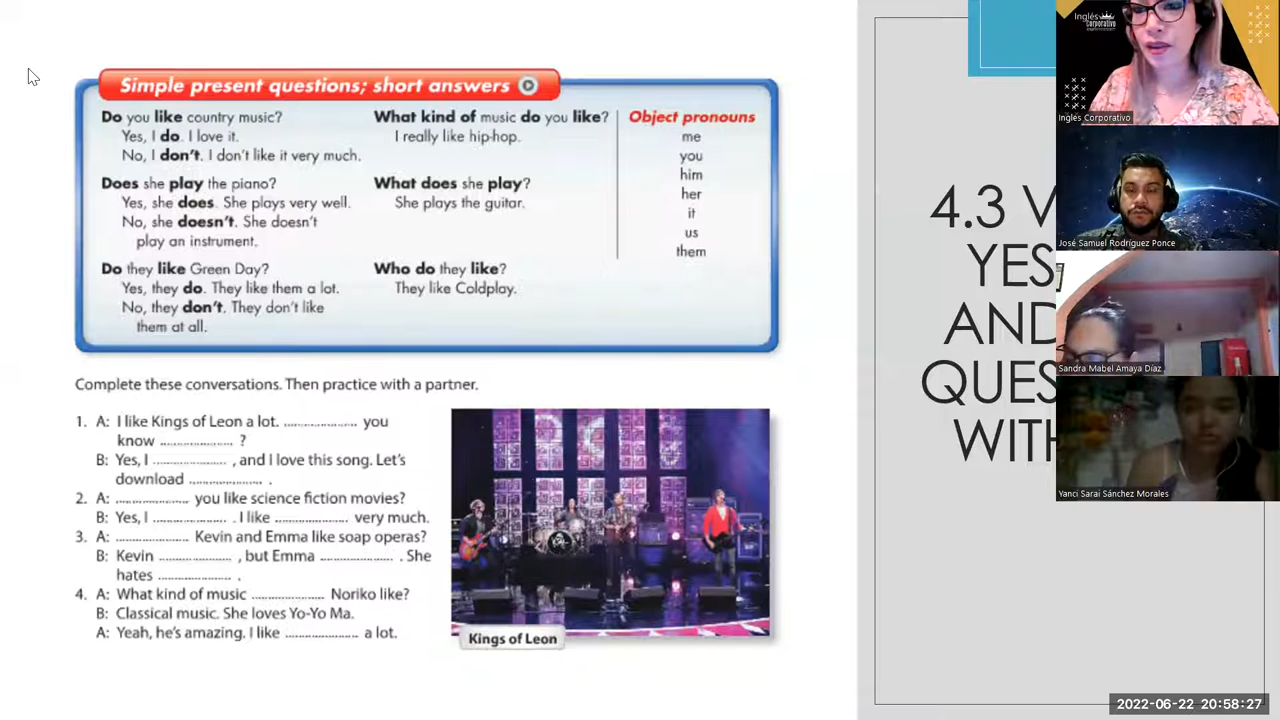 Simple present questions; short answers
Do you like country music?
Yes, I do. I love it.
No, I don't. I don't like it very much.
Does she play the piano?
Yes, she does. She plays very well.
No, she doesn't. She doesn't
play an instrument.
Do they like Green Day?
Yes, they do. They like them a lot.
No, they don't. They don't like
them at all.
What kind of music do you like?
I really like hip-hop.
What does she play?
She plays the guitar.
Who do they like?
They like Coldplay.
Object pronouns
me
you
him
her
it
us
them
Complete these conversations. Then practice with a partner.
1. A: I like Kings of Leon a lot. .................. you
know .................. ?
B: Yes, I .................. , and I love this song. Let's
download .................. .
2. A: .................. you like science fiction movies?
B: Yes, I .................. . I like .................. very much.
3. A: .................. Kevin and Emma like soap operas?
B: Kevin .................. , but Emma .................. . She
hates .................. .
4. A: What kind of music .................. Noriko like?
B: Classical music. She loves Yo-Yo Ma.
A: Yeah, he's amazing. I like .................. a lot.
Kings of Leon
4.3 V
YES,
AND
QUES
WITH
Inglés
Corporativo
Inglés Corporativo
José Samuel Rodríguez Ponce
Sandra Mabel Amaya Díaz
Yanci Sarai Sánchez Morales
2022-06-22 20:58:27